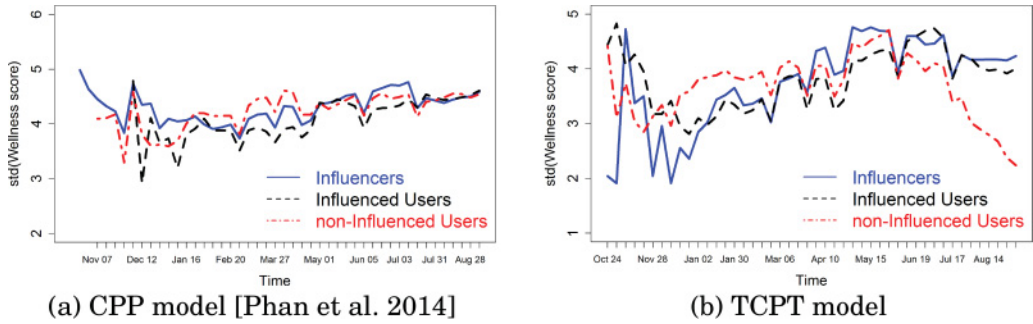 6
5
4
3
2
std(Wellness score)
Influencers
Influenced Users
non-Influenced Users
Nov 07 Dec 12 Jan 16 Feb 20 Mar 27 May 01 Jun 05 Jul 03 Jul 31 Aug 28
Time
(a) CPP model [Phan et al. 2014]
5
4
3
2
1
std(Wellness score)
Influencers
Influenced Users
non-Influenced Users
Oct 24 Nov 28 Jan 02 Jan 30 Mar 06 Apr 10 May 15 Jun 19 Jul 17 Aug 14
Time
(b) TCPT model